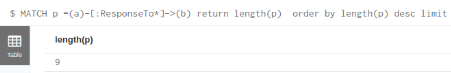 $ MATCH p =(a)-[:ResponseTo*]->(b) return length(p)  order by length(p) desc limit
length(p)
Table
9